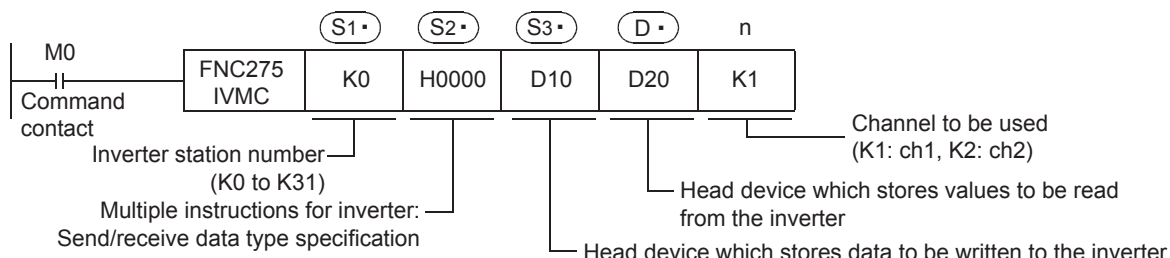 S1· S2· S3· D· n
M0
FNC275 K0 H0000 D10 D20 K1
IVMC
Command
contact
Channel to be used
(K1: ch1, K2: ch2)
Inverter station number
(K0 to K31)
Head device which stores values to be read
from the inverter
Multiple instructions for inverter:
Send/receive data type specification
Head device which stores data to be written to the inverter